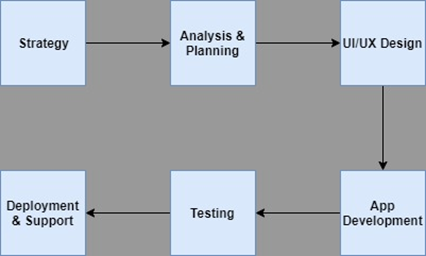 Strategy
Analysis &
Planning
UI/UX Design
App
Development
Testing
Deployment
& Support